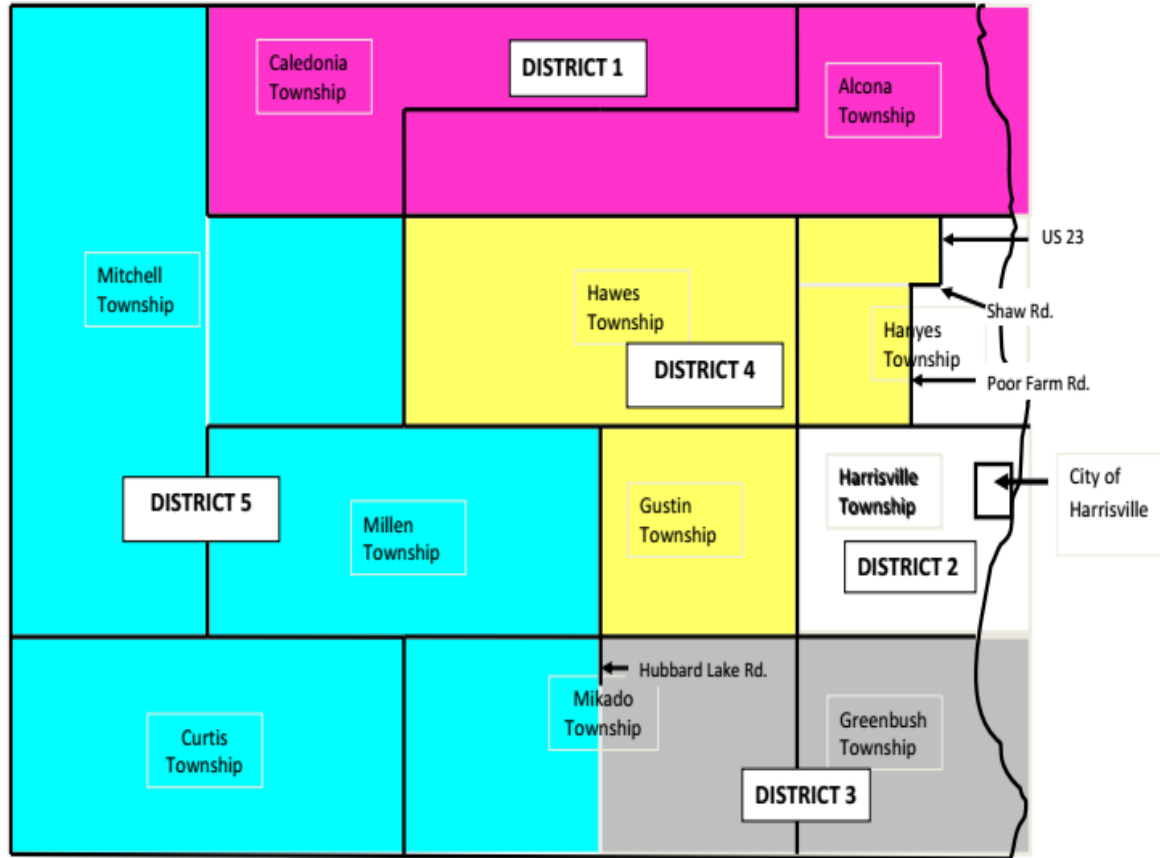 Caledonia
Township
DISTRICT 1
Alcona
Township
US 23
Mitchell
Township
Hawes
Township
Shaw Rd.
Hanyes
Township
DISTRICT 4
Poor Farm Rd.
Harrisville
Township
City of
Harrisville
DISTRICT 5
Millen
Township
Gustin
Township
DISTRICT 2
Hubbard Lake Rd.
Mikado
Township
Curtis
Township
Greenbush
Township
DISTRICT 3